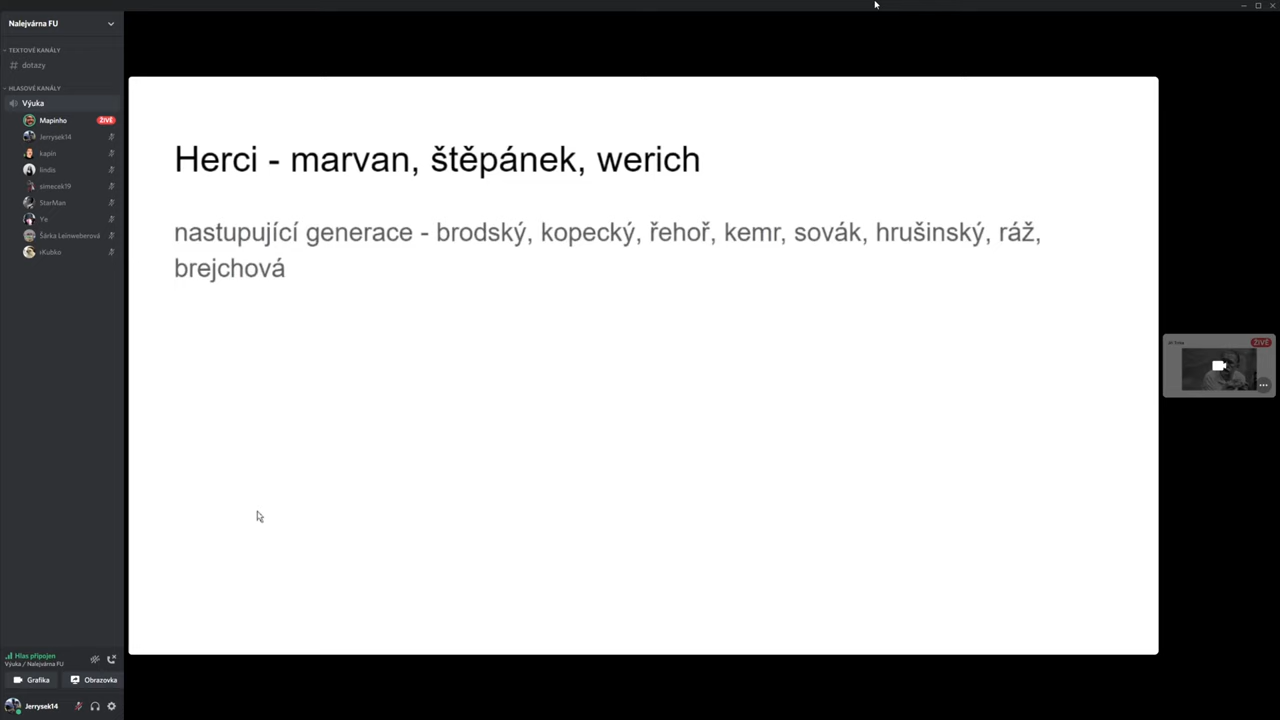 Nalejvárna FU
TEXTOVÉ KANÁLY
dotazy
HLASOVÉ KANÁLY
Výuka
Mapinho ŽIVĚ
Jerrysek14
kapin
lindis
simecek19
StarMan
Ye
Šárka Leinweberová
rKubko
Herci - marvan, štěpánek, werich
nastupující generace - brodský, kopecký, řehoř, kemr, sovák, hrušinský, ráž,
brejchová
ŽIVĚ
Hlas připojen
Výuka / Nalejvárna FU
Grafika Obrazovka
Jerrysek14